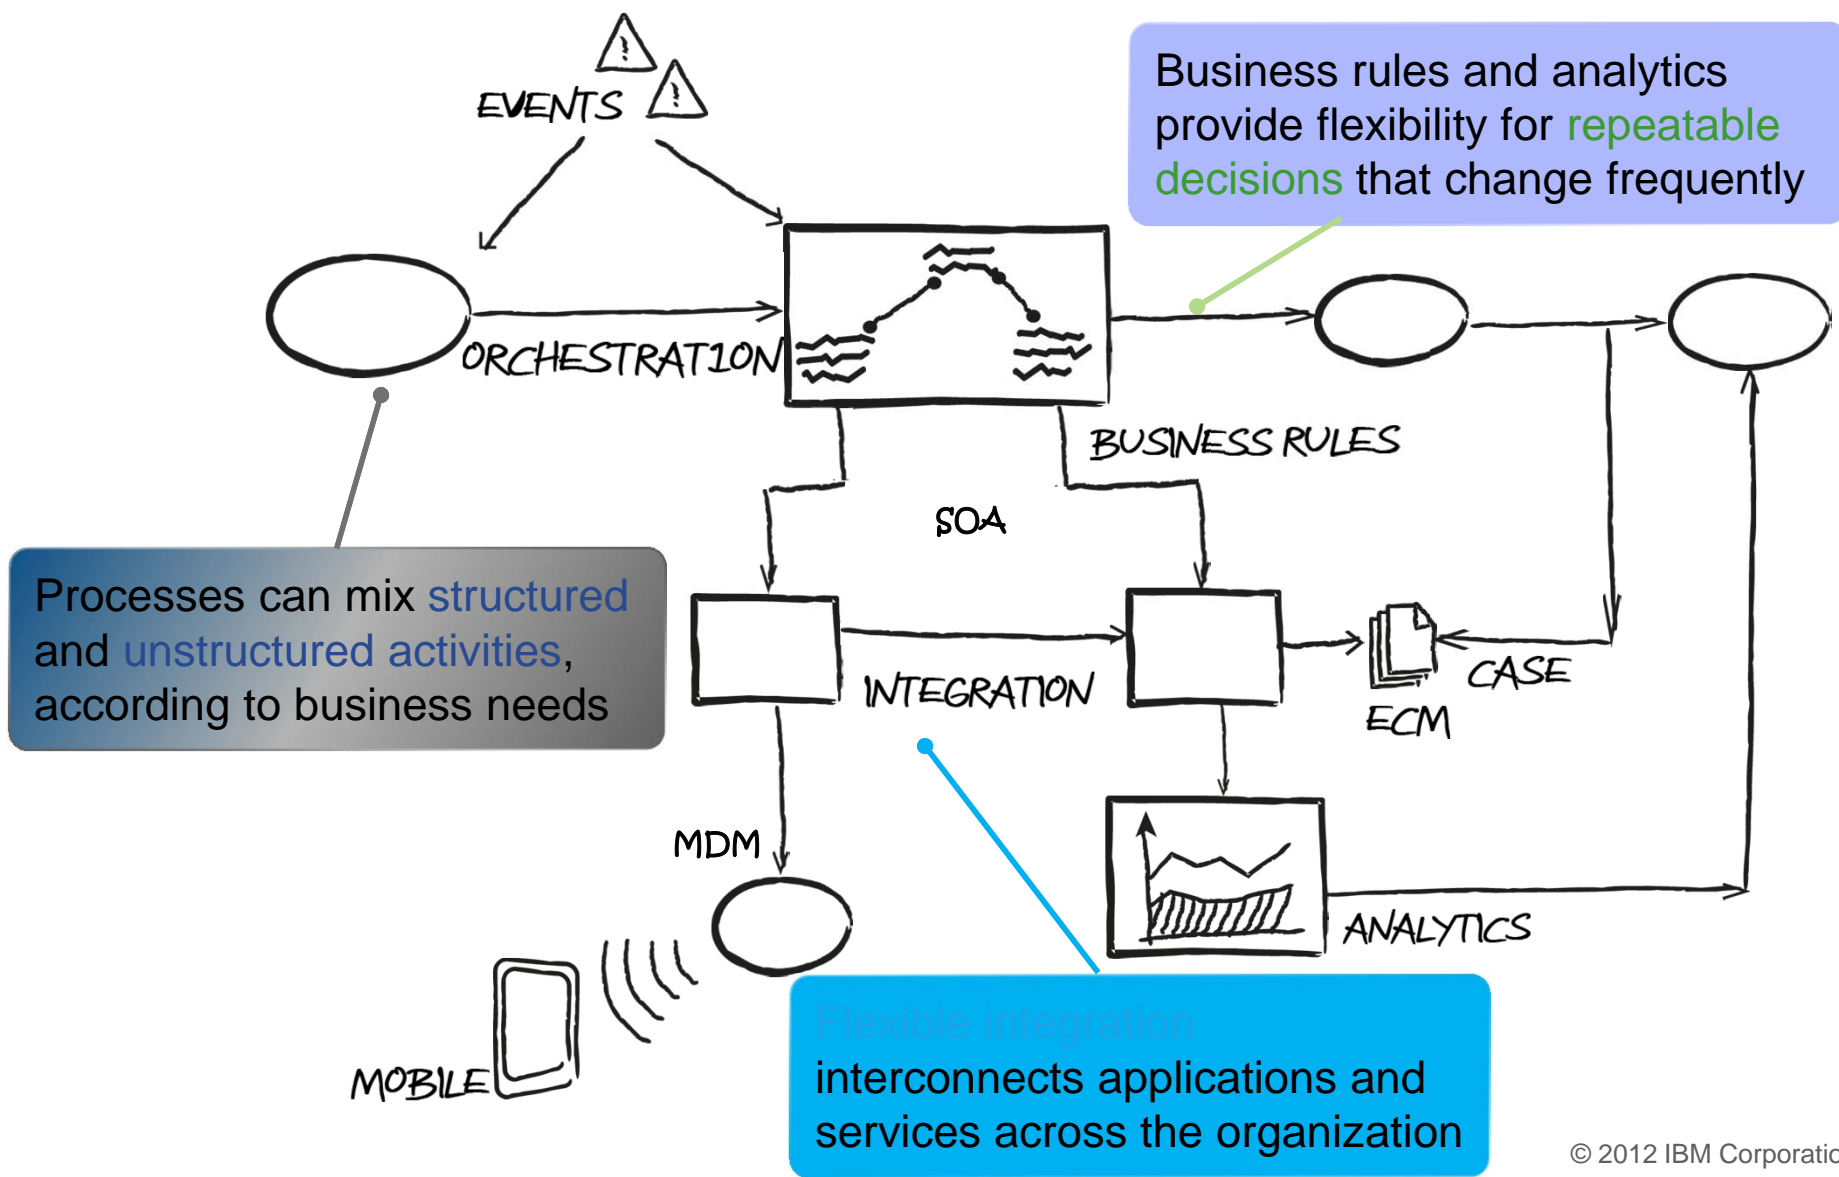 EVENTS
Business rules and analytics
provide flexibility for repeatable
decisions that change frequently
ORCHESTRATION
BUSINESS RULES
SOA
Processes can mix structured
and unstructured activities,
according to business needs
INTEGRATION
CASE
ECM
MDM
ANALYTICS
MOBILE
Flexible integration
interconnects applications and
services across the organization
© 2012 IBM Corporatio